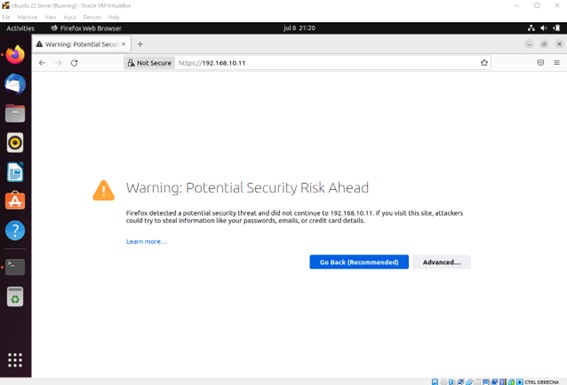 Ubuntu 22 Server [Running] - Oracle VM VirtualBox
File Machine View Input Devices Help
Activities Firefox Web Browser Jul 8 21:20
Warning: Potential Secur
Not Secure https://192.168.10.11
Warning: Potential Security Risk Ahead
Firefox detected a potential security threat and did not continue to 192.168.10.11. If you visit this site, attackers
could try to steal information like your passwords, emails, or credit card details.
Learn more…
Go Back (Recommended) Advanced…
CTRL DERECHA